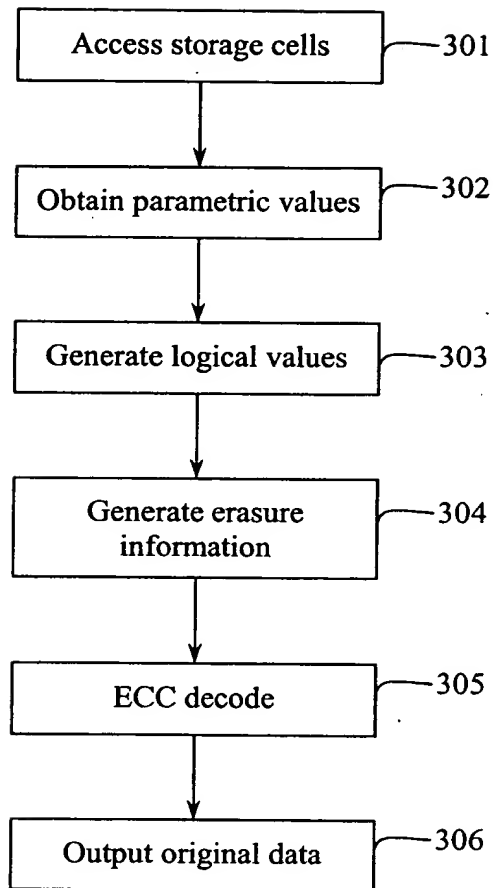 Access storage cells 301
Obtain parametric values 302
Generate logical values 303
Generate erasure 304
information
ECC decode 305
Output original data 306